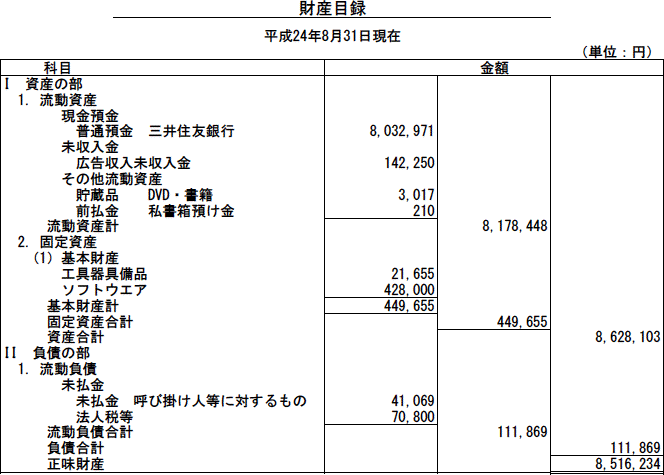 財産目録
平成24年8月31日現在
（単位：円）
科目 金額
I 資産の部
1. 流動資産
現金預金
普通預金 三井住友銀行 8,032,971
未収入金
広告収入未収入金 142,250
その他流動資産
貯蔵品 DVD・書籍 3,017
前払金 私書箱預け金 210
流動資産計 8,178,448
2. 固定資産
(1) 基本財産
工具器具備品 21,655
ソフトウエア 428,000
基本財産計 449,655
固定資産合計 449,655
資産合計 8,628,103
II 負債の部
1. 流動負債
未払金
未払金 呼び掛け人等に対するもの 41,069
法人税等 70,800
流動負債合計 111,869
負債合計 111,869
正味財産 8,516,234